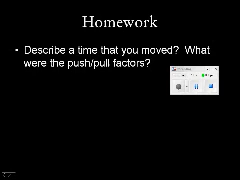 Homework
• Describe a time that you moved? What
were the push/pull factors?